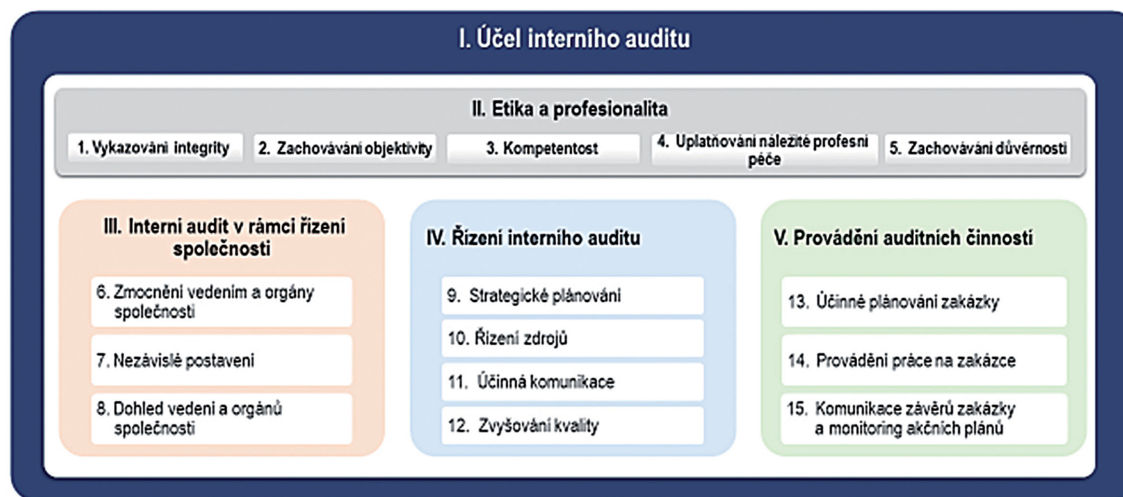 I. Účel interního auditu
II. Etika a profesionalita
1. Vykazování integrity
2. Zachovávání objektivity
3. Kompetentost
4. Uplatňování náležité profesní
péče
5. Zachovávání důvěrnosti
III. Interní audit v rámci řízení
společnosti
6. Zmocnění vedením a orgány
společnosti
7. Nezávislé postavení
8. Dohled vedení a orgánů
společnosti
IV. Řízení interního auditu
9. Strategické plánování
10. Řízení zdrojů
11. Účinná komunikace
12. Zvyšování kvality
V. Provádění auditních činností
13. Účinné plánování zakázky
14. Provádění práce na zakázce
15. Komunikace závěrů zakázky
a monitoring akčních plánů